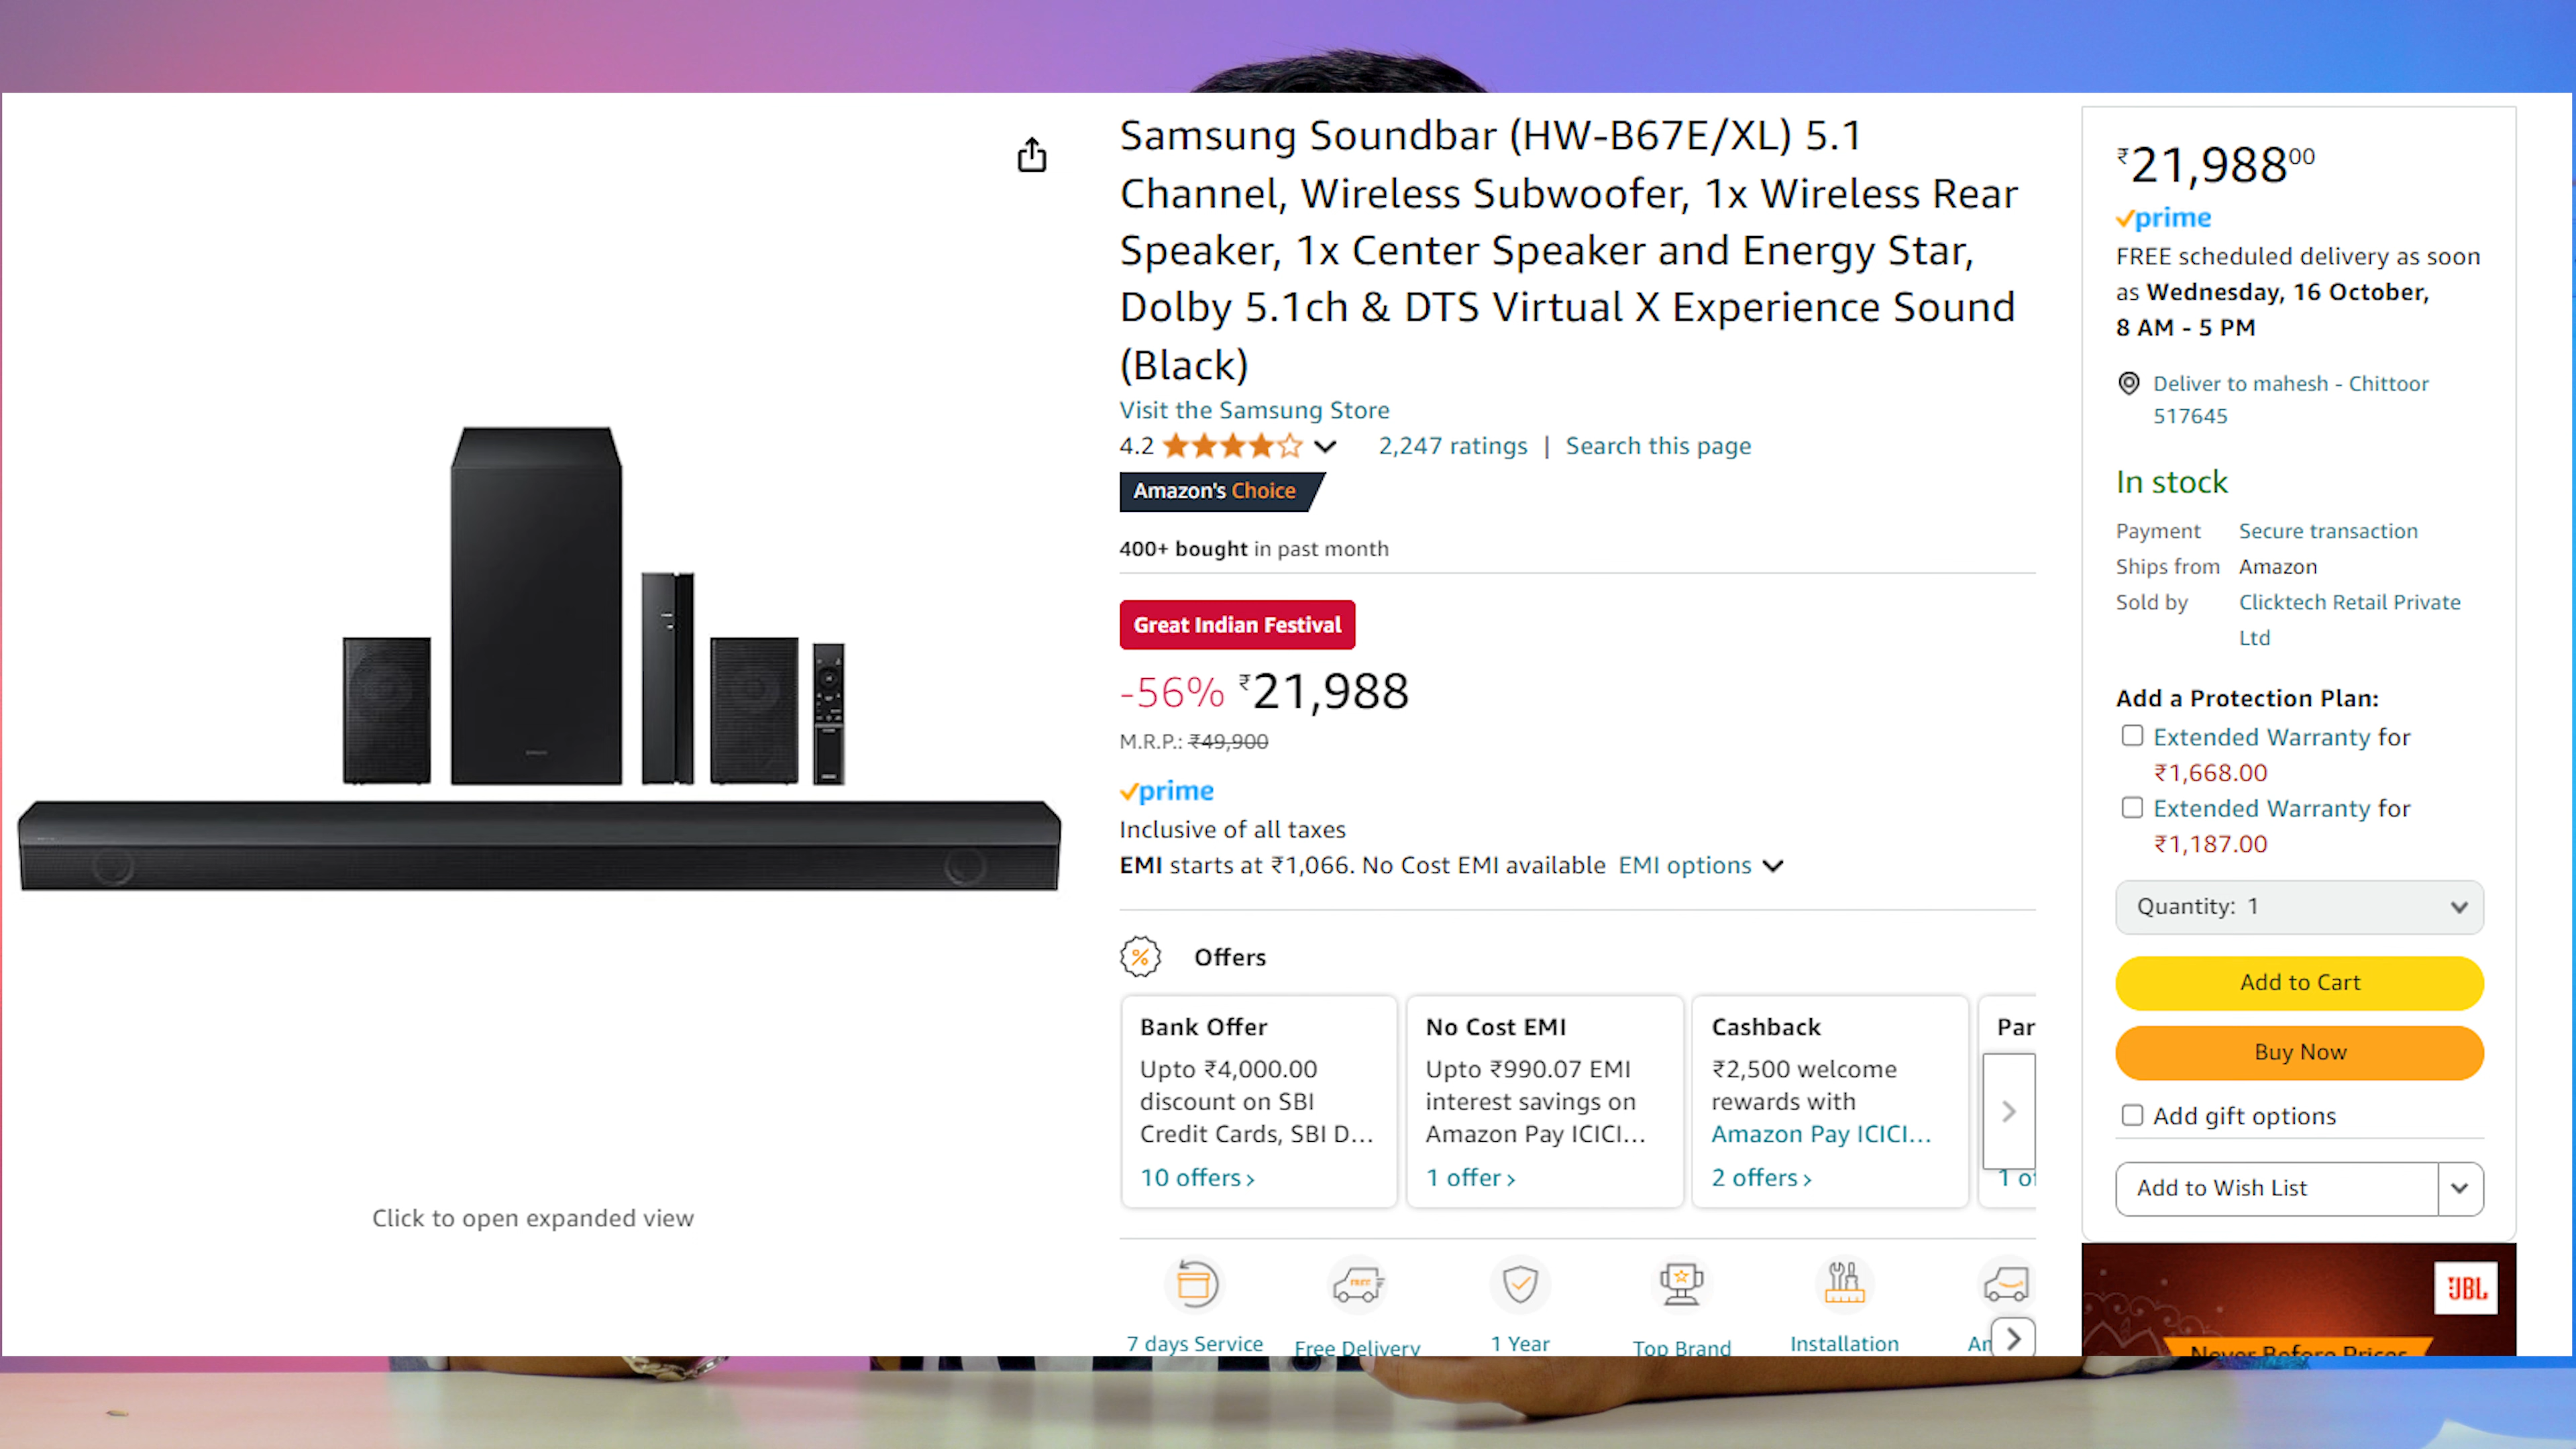 Samsung Soundbar (HW-B67E/XL) 5.1
Channel, Wireless Subwoofer, 1x Wireless Rear
Speaker, 1x Center Speaker and Energy Star,
Dolby 5.1ch & DTS Virtual X Experience Sound
(Black)
Visit the Samsung Store
4.2
2,247 ratings | Search this page
Amazon's Choice
400+ bought in past month
Great Indian Festival
-56% ₹21,988
M.R.P.: ₹49,900
prime
Inclusive of all taxes
EMI starts at ₹1,066. No Cost EMI available EMI options
Offers
Bank Offer
Upto ₹4,000.00
discount on SBI
Credit Cards, SBI D...
10 offers ›
No Cost EMI
Upto ₹990.07 EMI
interest savings on
Amazon Pay ICICI...
1 offer ›
Cashback
₹2,500 welcome
rewards with
Amazon Pay ICICI...
2 offers ›
Par
1 of
7 days Service
Free Delivery
1 Year
Top Brand
Installation
An
Click to open expanded view
₹21,98800
prime
FREE scheduled delivery as soon
as Wednesday, 16 October,
8 AM - 5 PM
Deliver to mahesh - Chittoor
517645
In stock
Payment Secure transaction
Ships from Amazon
Sold by Clicktech Retail Private
Ltd
Add a Protection Plan:
Extended Warranty for
₹1,668.00
Extended Warranty for
₹1,187.00
Quantity: 1
Add to Cart
Buy Now
Add gift options
Add to Wish List
JBL
Never Before Prices